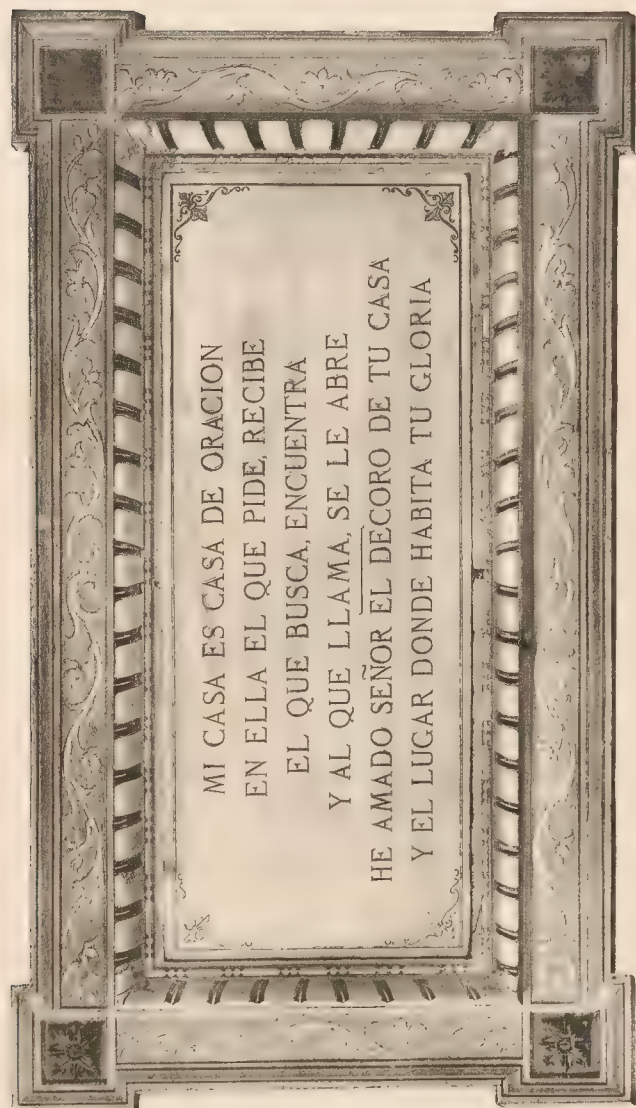 MI CASA ES CASA DE ORACION
EN ELLA EL QUE PIDE, RECIBE
EL QUE BUSCA, ENCUENTRA
Y AL QUE LLAMA, SE LE ABRE
HE AMADO SEÑOR EL DECORO DE TU CASA
Y EL LUGAR DONDE HABITA TU GLORIA